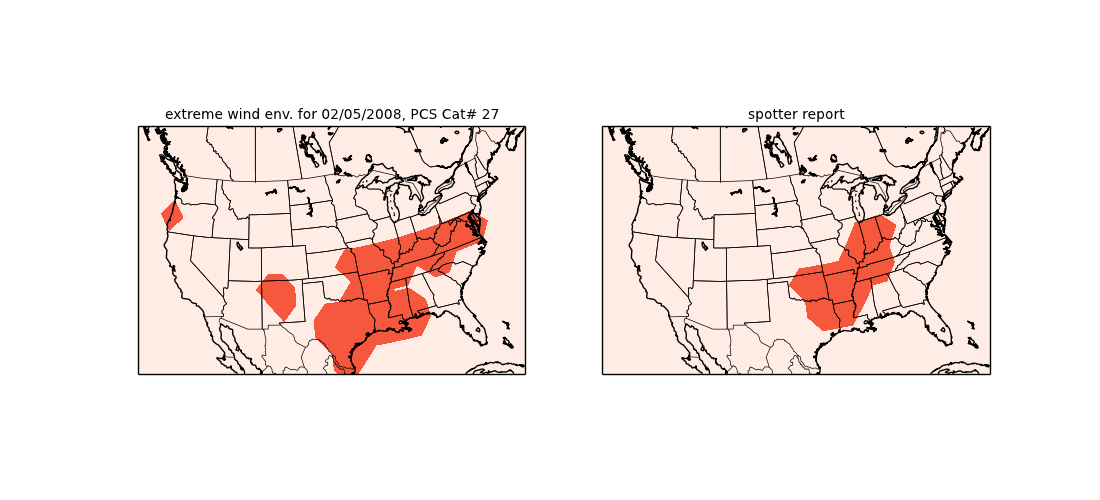 extreme wind env. for 02/05/2008, PCS Cat# 27
spotter report